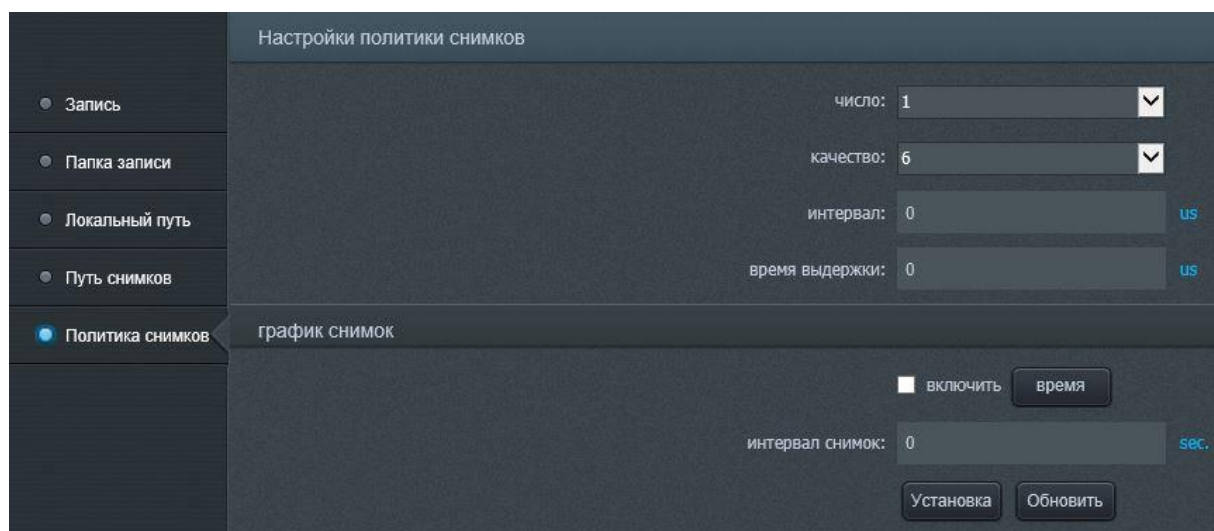 Настройки политики снимков
Запись
Папка записи
Локальный путь
Путь снимков
Политика снимков
число: 1
качество: 6
интервал: 0 us
время выдержки: 0 us
график снимок
включить время
интервал снимок: 0 sec.
Установка Обновить